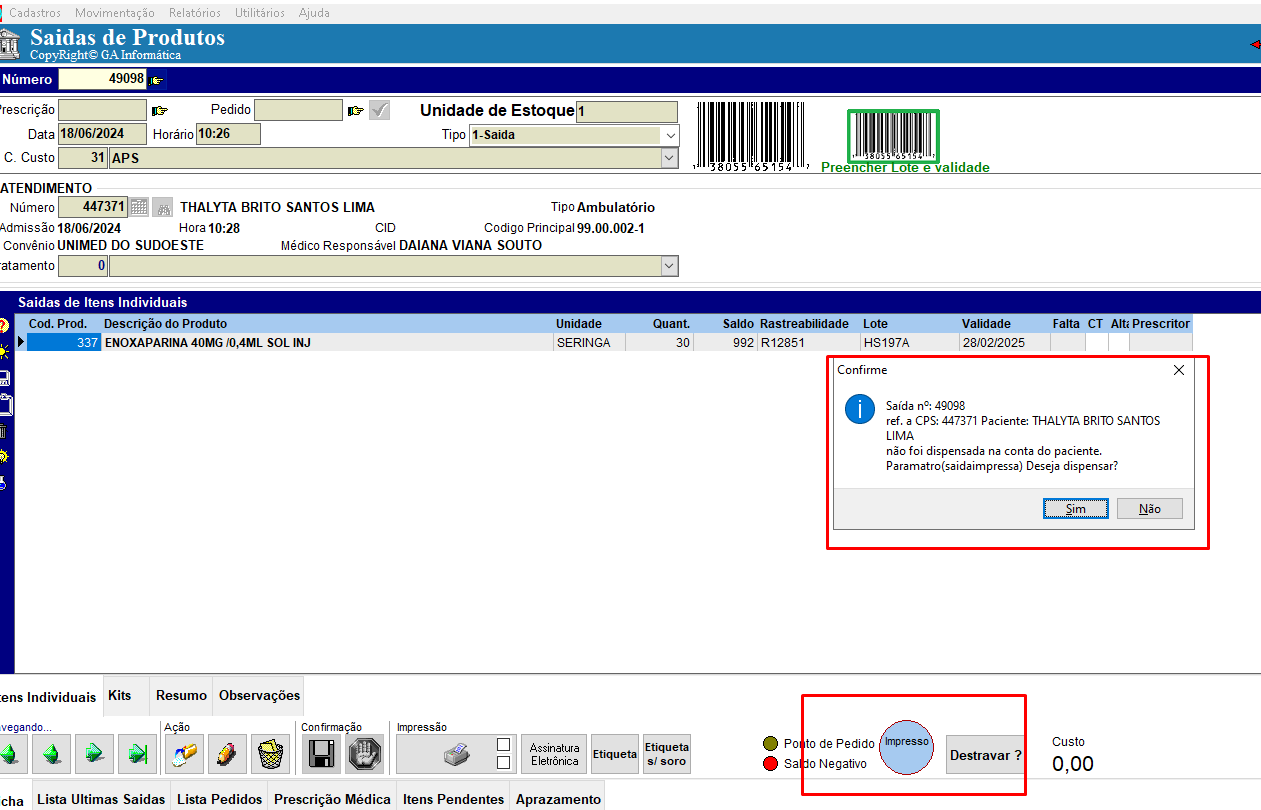 Cadastros Movimentação Relatórios Utilitários Ajuda
Saidas de Produtos
CopyRight© GA Informática
Número 49098
Prescrição Pedido Unidade de Estoque 1
Data 18/06/2024 Horário 10:26 Tipo 1-Saida
C. Custo 31 APS
38055 65154 38055 65154
Preencher Lote e validade
ATENDIMENTO
Número 447371 THALYTA BRITO SANTOS LIMA Tipo Ambulatório
Admissão 18/06/2024 Hora 10:28 CID Codigo Principal 99.00.002-1
Convênio UNIMED DO SUDOESTE Médico Responsável DAIANA VIANA SOUTO
ratamento 0
Saidas de Itens Individuais
Cod. Prod. Descrição do Produto Unidade Quant. Saldo Rastreabilidade Lote Validade Falta CT Alta Prescritor
337 ENOXAPARINA 40MG /0,4ML SOL INJ SERINGA 30 992 R12851 HS197A 28/02/2025
Confirme
Saída nº: 49098
ref. a CPS: 447371 Paciente: THALYTA BRITO SANTOS
LIMA
não foi dispensada na conta do paciente.
Paramatro(saidaimpressa) Deseja dispensar?
Sim Não
tens Individuais Kits Resumo Observações
avegando... Ação Confirmação Impressão
Assinatura Eletrônica
Etiqueta
Etiqueta s/ soro
Ponto de Pedido
Saldo Negativo
Impresso
Destravar ?
Custo
0,00
icha Lista Ultimas Saidas Lista Pedidos Prescrição Médica Itens Pendentes Aprazamento